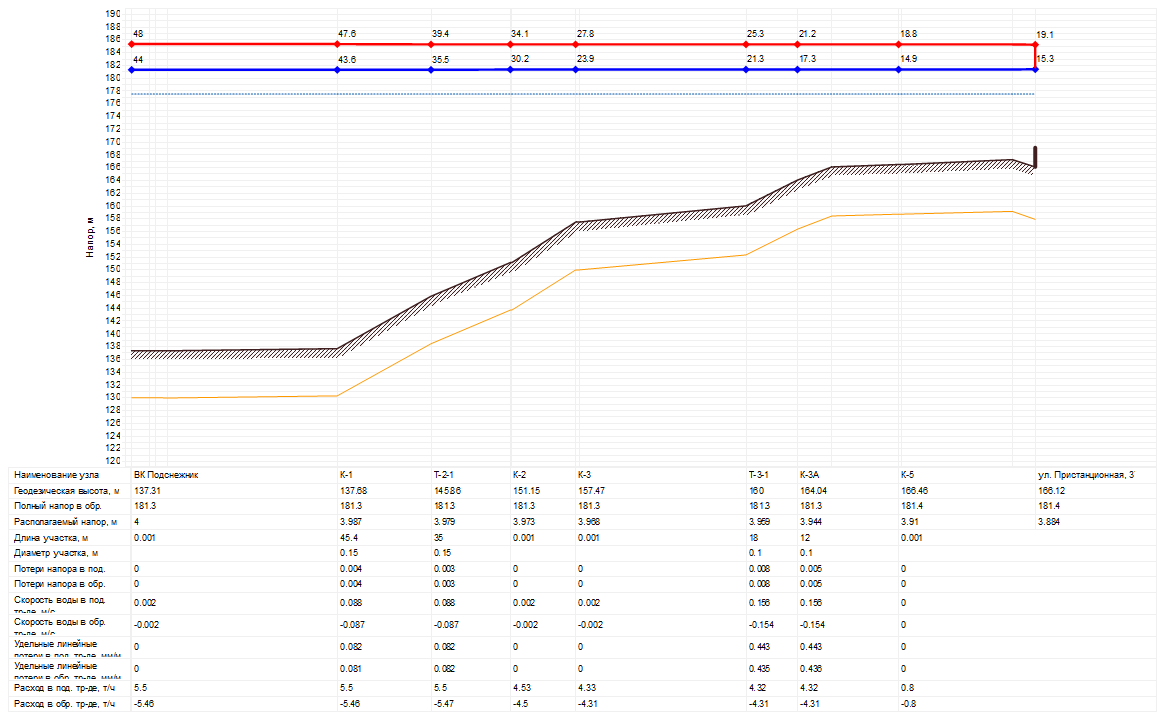 190
188
186
184
182
180
178
176
174
172
170
168
166
164
162
160
158
156
154
152
150
148
146
144
142
140
138
136
134
132
130
128
126
124
122
120
Напор, м
48 47.6 39.4 34.1 27.8 25.3 21.2 18.8 19.1
44 43.6 35.5 30.2 23.9 21.3 17.3 14.9 15.3
Наименование узла ВК Подснежник К-1 Т-2-1 К-2 К-3 Т-3-1 К-3А К-5 ул. Пристанционная, 3
Геодезическая высота, м 137.31 137.68 145.86 151.15 157.47 160 164.04 166.46 166.12
Полный напор в обр. 181.3 181.3 181.3 181.3 181.3 181.3 181.3 181.4 181.4
Располагаемый напор, м 4 3.987 3.979 3.973 3.968 3.959 3.944 3.91 3.884
Длина участка, м 0.001 45.4 35 0.001 0.001 18 12 0.001
Диаметр участка, м 0.15 0.15 0.1 0.1
Потери напора в под. 0 0.004 0.003 0 0 0.008 0.005 0
Потери напора в обр. 0 0.004 0.003 0 0 0.008 0.005 0
Скорость воды в под. 0.002 0.088 0.088 0.002 0.002 0.156 0.156 0
тр-де, м/с
Скорость воды в обр. -0.002 -0.087 -0.087 -0.002 -0.002 -0.154 -0.154 0
тр-де, м/с
Удельные линейные 0 0.082 0.082 0 0 0.443 0.443 0
потери в под. тр-де, мм/м
Удельные линейные 0 0.081 0.082 0 0 0.435 0.436 0
потери в обр. тр-де, мм/м
Расход в под. тр-де, т/ч 5.5 5.5 5.5 4.53 4.33 4.32 4.32 0.8
Расход в обр. тр-де, т/ч -5.46 -5.46 -5.47 -4.5 -4.31 -4.31 -4.31 -0.8